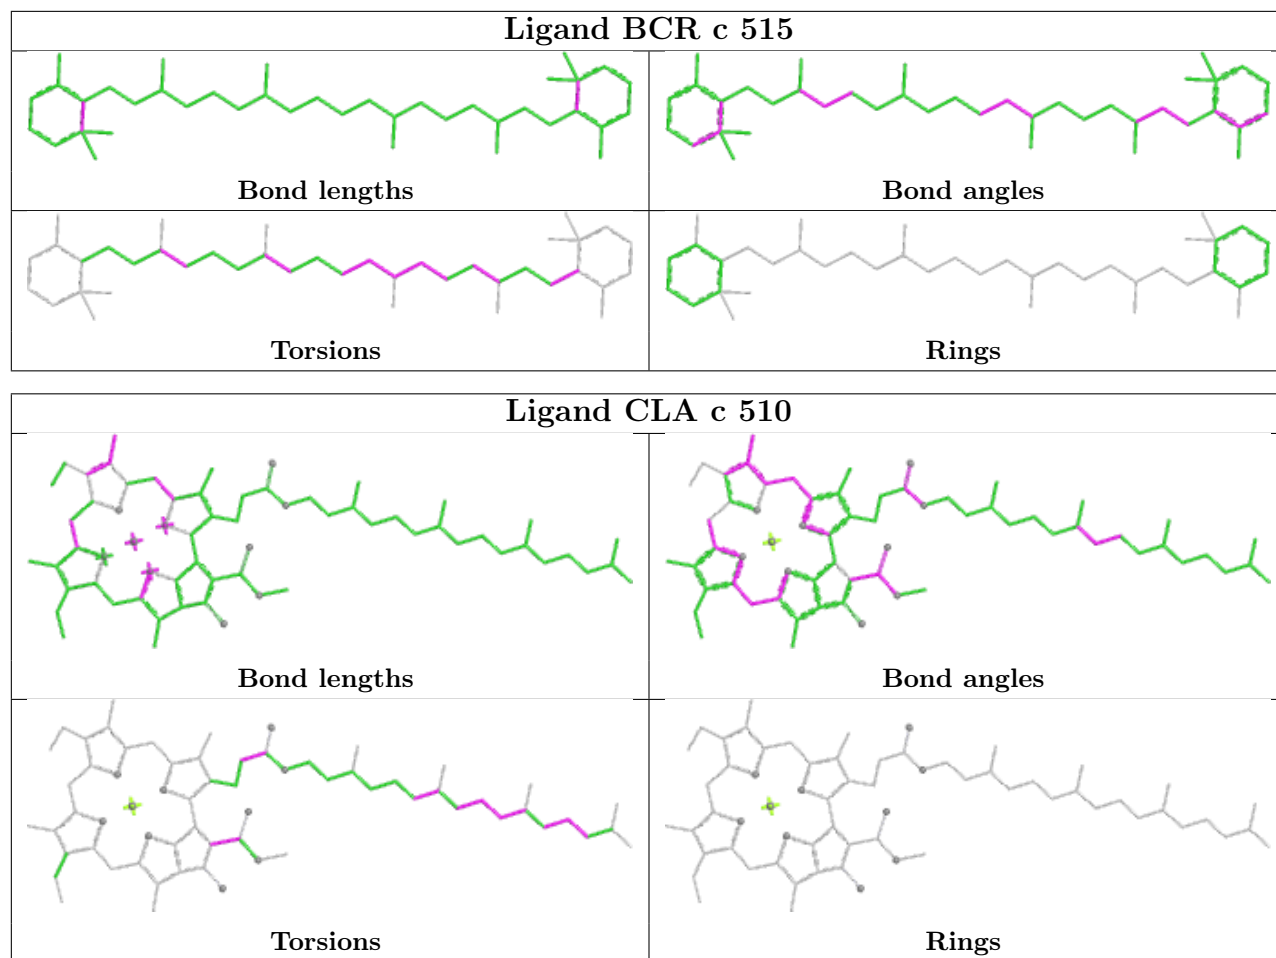 Ligand BCR c 515
Bond lengths
Bond angles
Torsions
Rings
Ligand CLA c 510
Bond lengths
Bond angles
Torsions
Rings